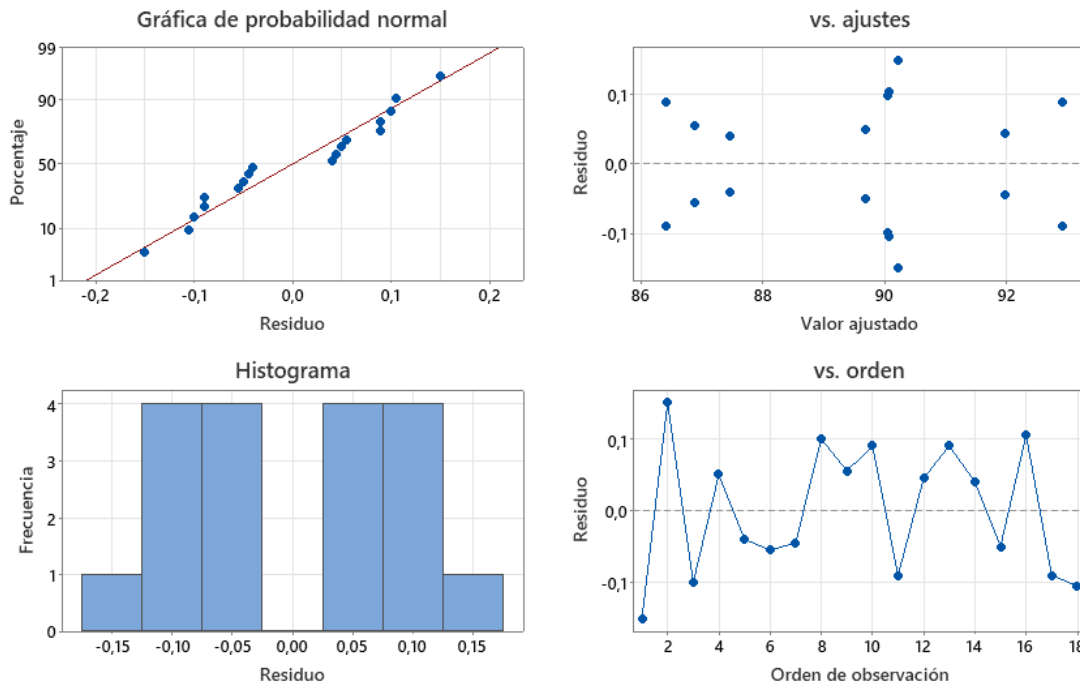 Gráfica de probabilidad normal
99
90
50
10
1
Porcentaje
-0,2 -0,1 0,0 0,1 0,2
Residuo
vs. ajustes
0,1
0,0
-0,1
Residuo
86 88 90 92
Valor ajustado
Histograma
4
3
2
1
0
Frecuencia
-0,15 -0,10 -0,05 0,00 0,05 0,10 0,15
Residuo
vs. orden
0,1
0,0
-0,1
Residuo
2 4 6 8 10 12 14 16 18
Orden de observación